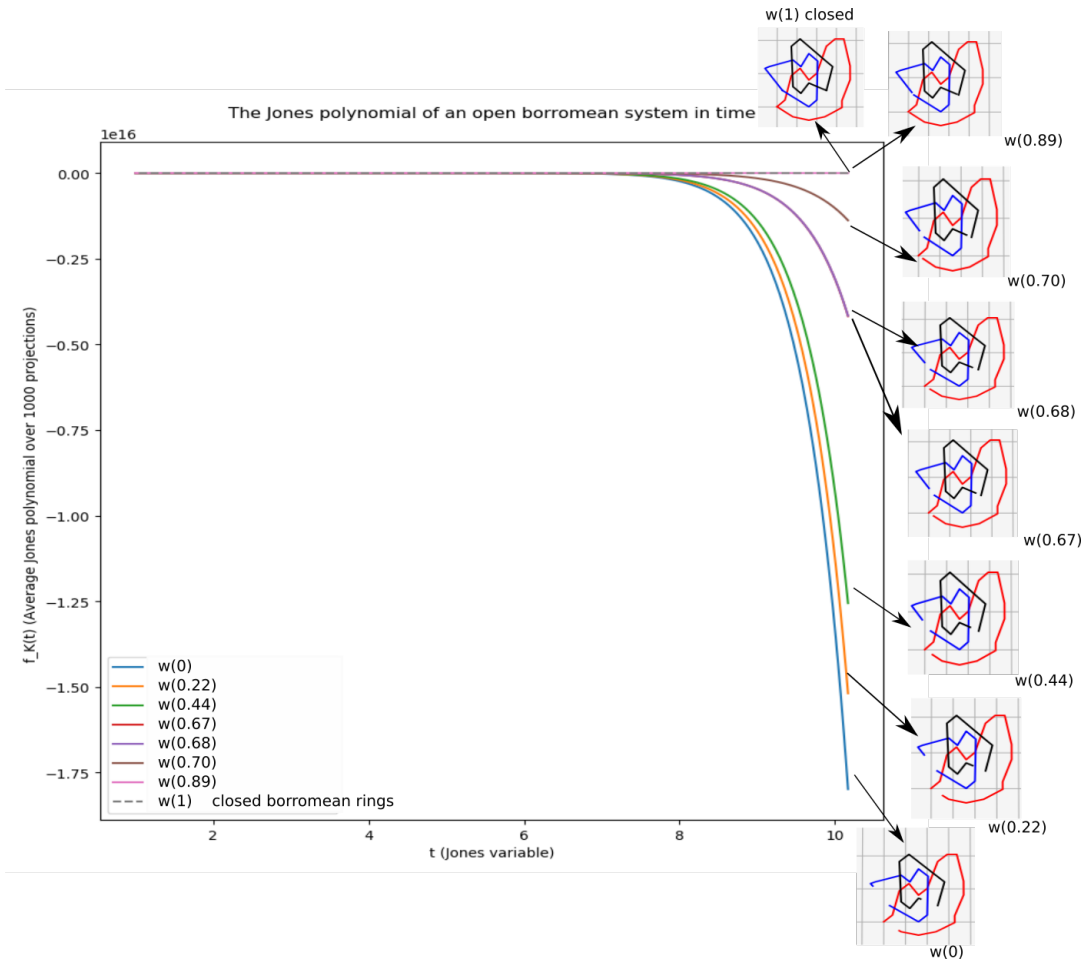 w(1) closed
The Jones polynomial of an open borromean system in time
1e16
w(0.89)
0.00
w(0.70)
−0.25
w(0.68)
−0.50
w(0.67)
−0.75
w(0.44)
−1.00
w(0.22)
−1.25
w(0)
−1.50
−1.75
f_K(t) (Average Jones polynomial over 1000 projections)
w(0)
w(0.22)
w(0.44)
w(0.67)
w(0.68)
w(0.70)
w(0.89)
w(1) closed borromean rings
2 4 6 8 10
t (Jones variable)